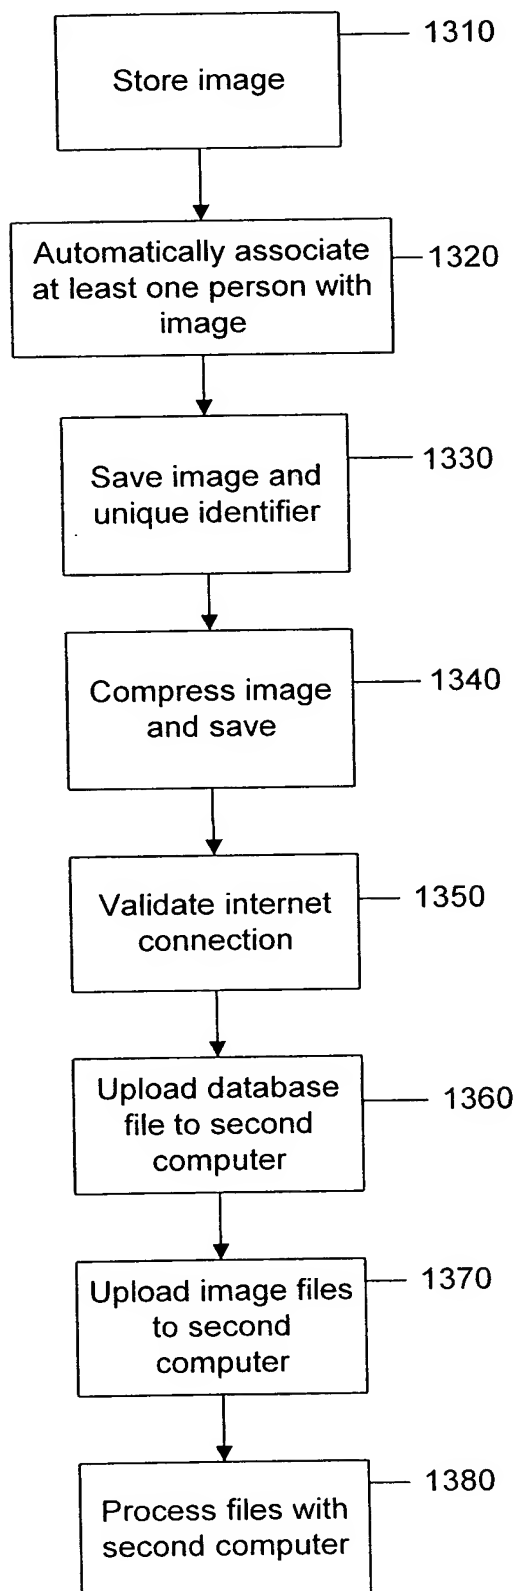 1310
Store image
Automatically associate
at least one person with
image
1320
Save image and
unique identifier
1330
Compress image
and save
1340
Validate internet
connection
1350
Upload database
file to second
computer
1360
Upload image files
to second
computer
1370
Process files with
second computer
1380